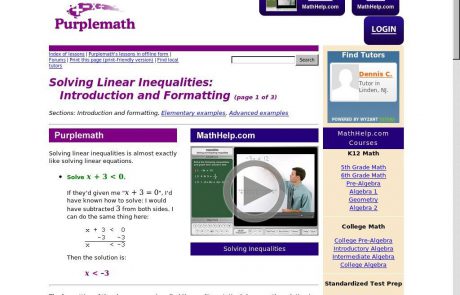 Purplemath
MathHelp.com
LOGIN
Index of lessons | Purplemath's lessons in offline form |
Forums | Print this page (print-friendly version) | Find local
tutors
Search
Find Tutors
Dennis C.
Tutor in
Linden, NJ.
POWERED BY WYZANT
Solving Linear Inequalities:
Introduction and Formatting (page 1 of 3)
Sections: Introduction and formatting, Elementary examples, Advanced examples
Purplemath
Solving linear inequalities is almost exactly
like solving linear equations.
• Solve x + 3 < 0.
If they'd given me "x + 3 = 0", I'd
have known how to solve: I would
have subtracted 3 from both sides. I
can do the same thing here:
x + 3 < 0
−3 −3
x < −3
Then the solution is:
x < –3
MathHelp.com
Solving Inequalities
MathHelp.com
Courses
K12 Math
5th Grade Math
6th Grade Math
Pre-Algebra
Algebra 1
Geometry
Algebra 2
College Math
College Pre-Algebra
Introductory Algebra
Intermediate Algebra
College Algebra
Standardized Test Prep